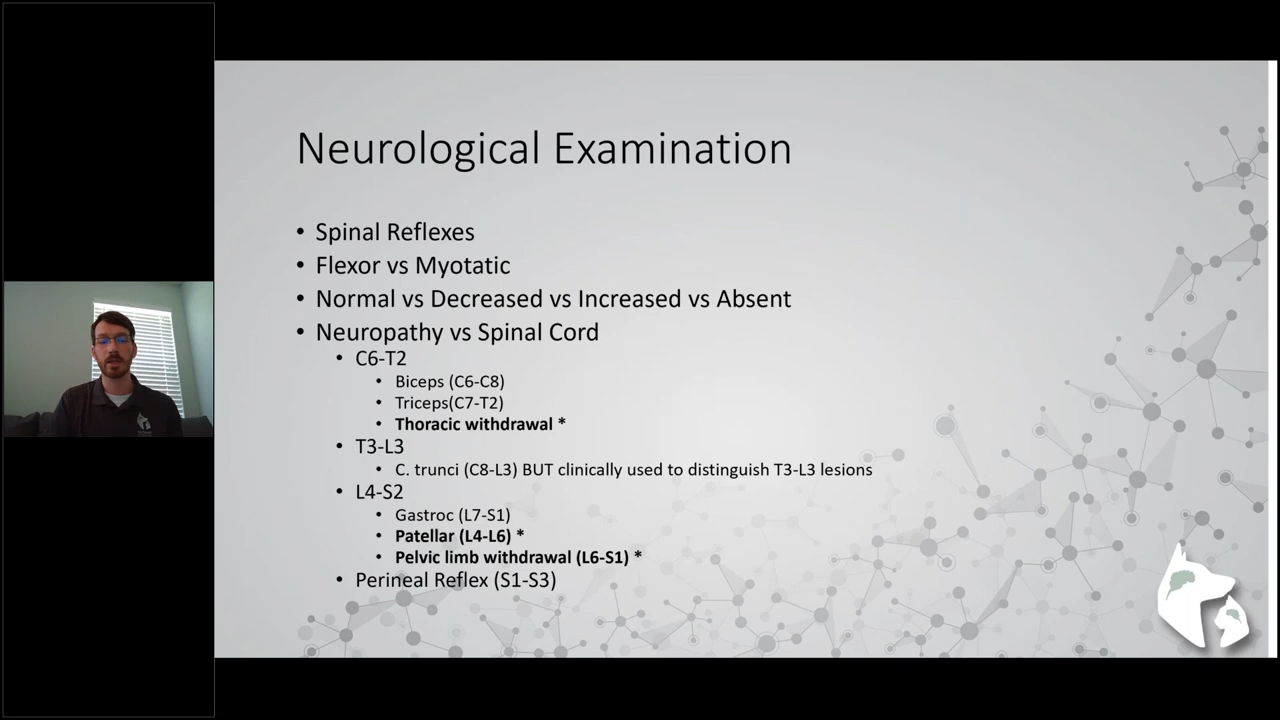 Neurological Examination
• Spinal Reflexes
• Flexor vs Myotatic
• Normal vs Decreased vs Increased vs Absent
• Neuropathy vs Spinal Cord
• C6-T2
• Biceps (C6-C8)
• Triceps(C7-T2)
• Thoracic withdrawal *
• T3-L3
• C. trunci (C8-L3) BUT clinically used to distinguish T3-L3 lesions
• L4-S2
• Gastroc (L7-S1)
• Patellar (L4-L6) *
• Pelvic limb withdrawal (L6-S1) *
• Perineal Reflex (S1-S3)